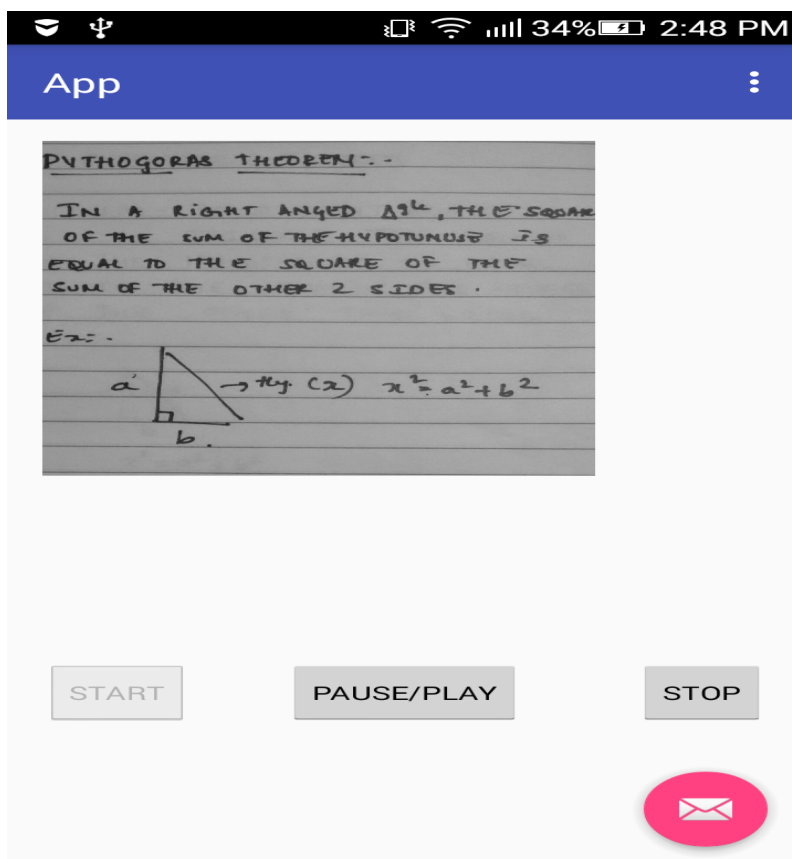 34% 2:48 PM
App
PYTHOGORAS THEOREM:-
IN A RIGHT ANGED Δgle, THE SQUARE
OF THE SUM OF THE HYPOTUNUSE IS
EQUAL TO THE SQUARE OF THE
SUM OF THE OTHER 2 SIDES.
Ex:-
a → Hy. (x) x² = a² + b²
b.
START PAUSE/PLAY STOP